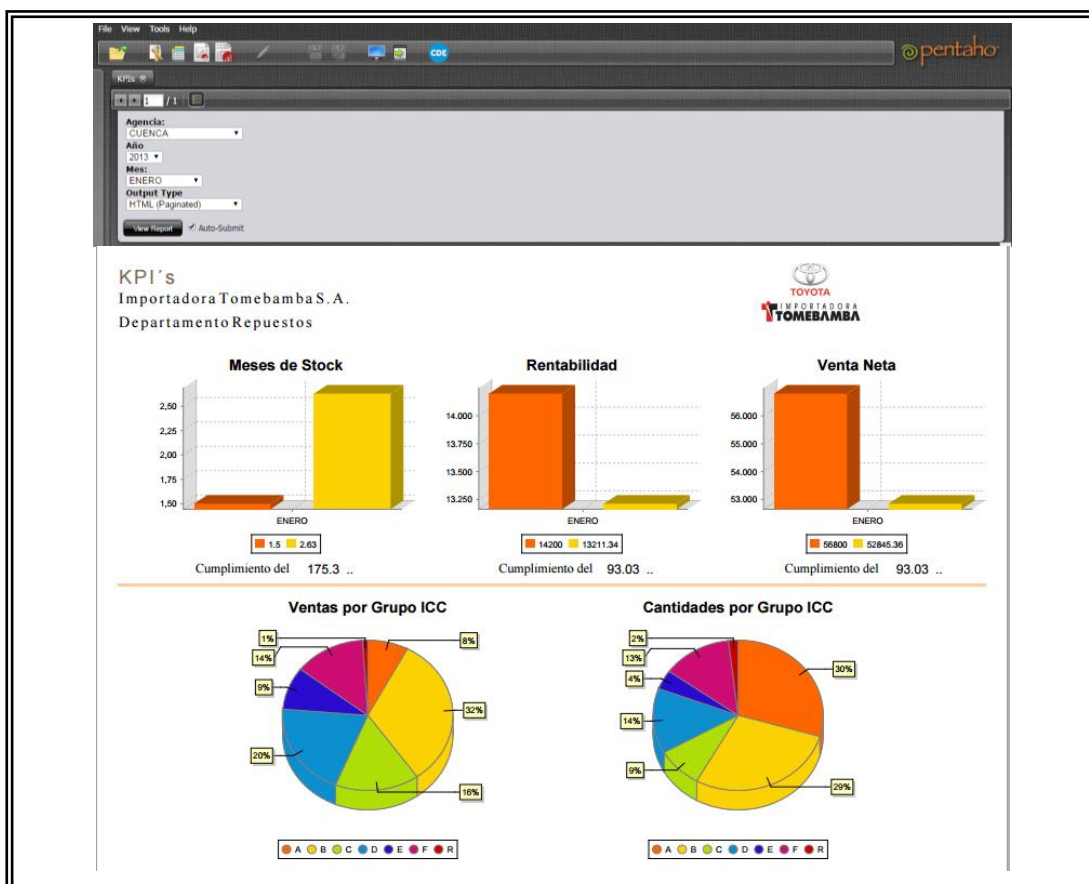 File View Tools Help
CDE
pentaho
KPIs
1 / 1
Agencia:
CUENCA
Año
2013
Mes:
ENERO
Output Type
HTML (Paginated)
View Report Auto-Submit
KPI´s
Importadora Tomebamba S.A.
Departamento Repuestos
TOYOTA
IMPORTADORA
TOMEBAMBA
Meses de Stock
2,50
2,25
2,00
1,75
1,50
ENERO
1.5 2.63
Cumplimiento del 175.3 ..
Rentabilidad
14.000
13.750
13.500
13.250
ENERO
14200 13211.34
Cumplimiento del 93.03 ..
Venta Neta
56.000
55.000
54.000
53.000
ENERO
56800 52845.36
Cumplimiento del 93.03 ..
Ventas por Grupo ICC
1%
8%
14%
9%
32%
20%
16%
A B C D E F R
Cantidades por Grupo ICC
2%
13%
30%
4%
14%
9%
29%
A B C D E F R